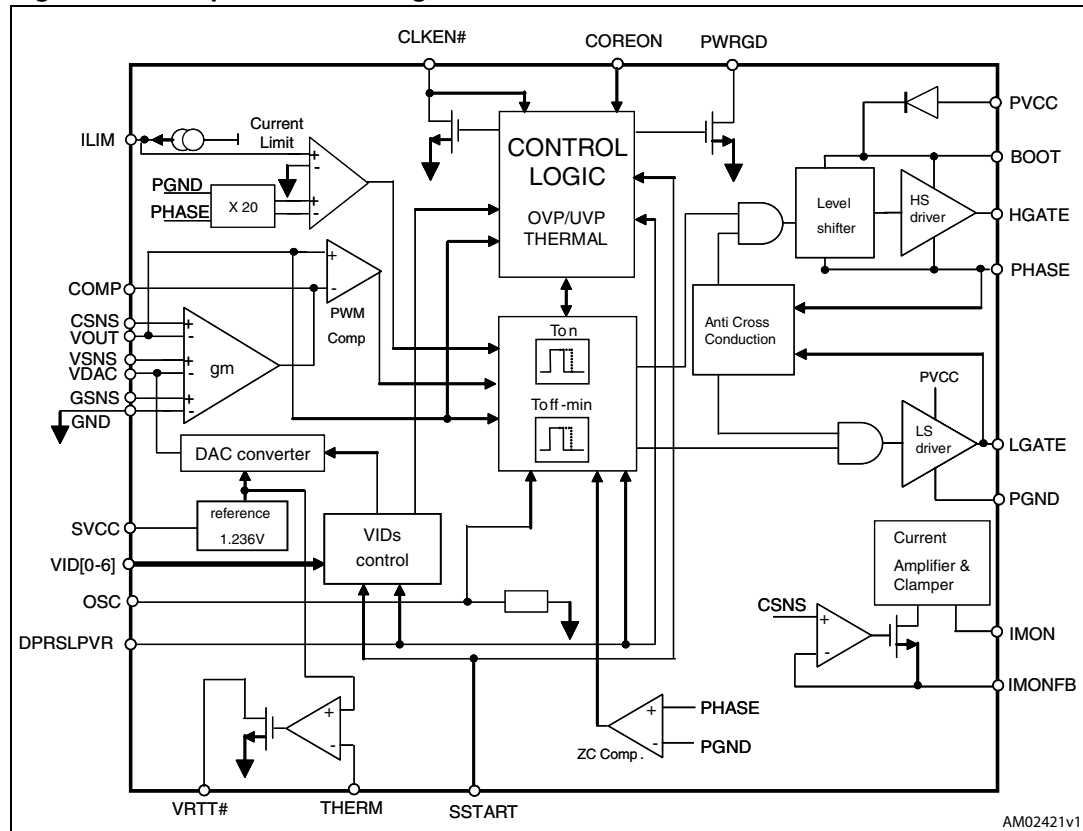 CLKEN#
COREON
PWRGD
PVCC
ILIM
Current
Limit
CONTROL
LOGIC
OVP/UVP
THERMAL
BOOT
PGND
PHASE
X 20
+
-
+
-
Level
shifter
HS
driver
HGATE
PHASE
COMP
+
-
PWM
Comp
CSNS
VOUT
VSNS
VDAC
GSNS
GND
+
-
+
-
+
-
gm
Ton
Toff-min
Anti Cross
Conduction
PVCC
LS
driver
LGATE
PGND
DAC converter
SVCC
reference
1.236V
VID[0-6]
VIDs
control
OSC
DPRSLPVR
Current
Amplifier &
Clamper
CSNS
+
-
IMON
IMONFB
+
-
+
-
PHASE
PGND
ZC Comp.
VRTT#
THERM
SSTART
AM02421v1